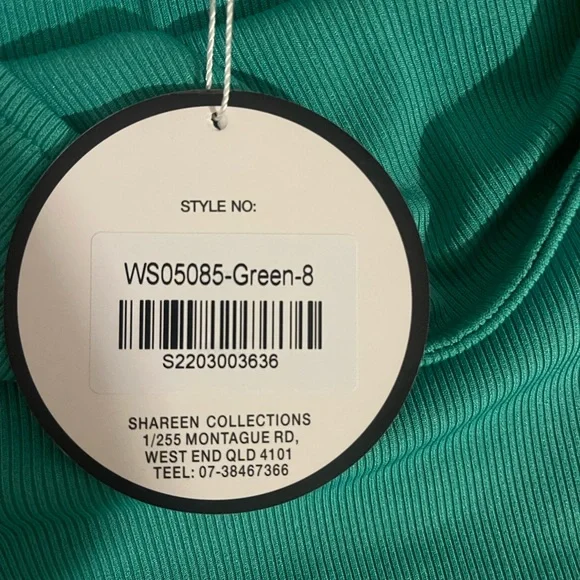 STYLE NO:
WS05085-Green-8
S2203003636
SHAREEN COLLECTIONS
1/255 MONTAGUE RD,
WEST END QLD 4101
TEEL: 07-38467366